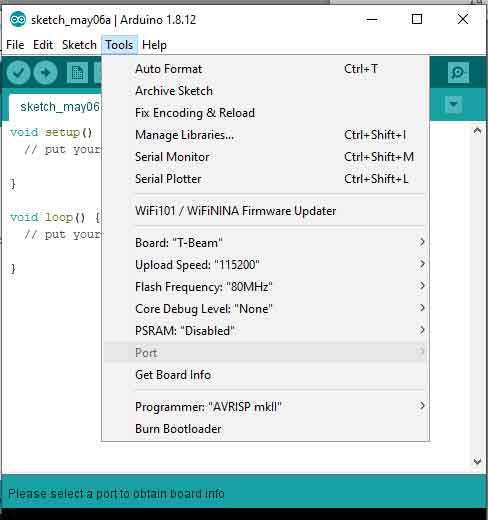 sketch_may06a | Arduino 1.8.12
File Edit Sketch Tools Help
sketch_may06
void setup()
// put your
}
void loop() {
// put your
}
Auto Format Ctrl+T
Archive Sketch
Fix Encoding & Reload
Manage Libraries... Ctrl+Shift+I
Serial Monitor Ctrl+Shift+M
Serial Plotter Ctrl+Shift+L
WiFi101 / WiFiNINA Firmware Updater
Board: "T-Beam"
Upload Speed: "115200"
Flash Frequency: "80MHz"
Core Debug Level: "None"
PSRAM: "Disabled"
Port
Get Board Info
Programmer: "AVRISP mkII"
Burn Bootloader
Please select a port to obtain board info